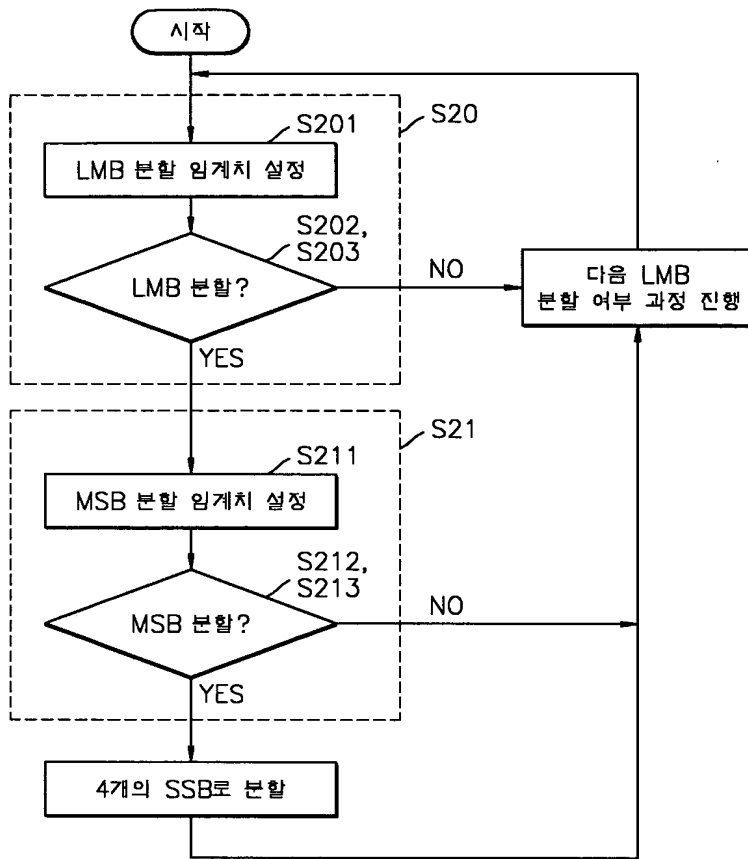 시작
S20
S201
LMB 분할 임계치 설정
S202,
S203
LMB 분할?
NO
다음 LMB
분할 여부 과정 진행
YES
S21
S211
MSB 분할 임계치 설정
S212,
S213
MSB 분할?
NO
YES
4개의 SSB로 분할